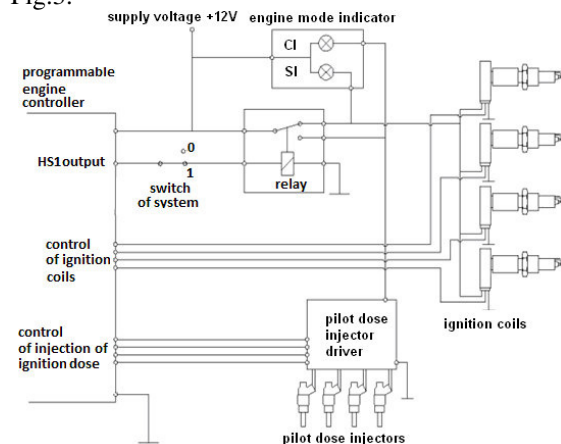 Fig.3.
supply voltage +12V
engine mode indicator
CI
SI
programmable
engine
controller
HS1output
0
1
switch
of system
relay
control
of ignition
coils
ignition coils
control
of injection of
ignition dose
pilot dose
injector
driver
pilot dose injectors